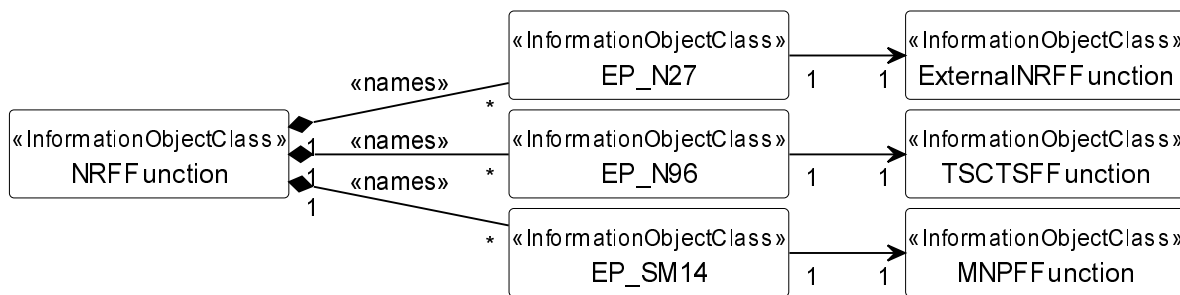 «InformationObjectClass»
NRFFunction
«names»
1
*
«names»
1
*
«names»
1
*
«InformationObjectClass»
EP_N27
1
1
«InformationObjectClass»
ExternalNRFFunction
«InformationObjectClass»
EP_N96
1
1
«InformationObjectClass»
TSCTSFFunction
«InformationObjectClass»
EP_SM14
1
1
«InformationObjectClass»
MNPFFunction